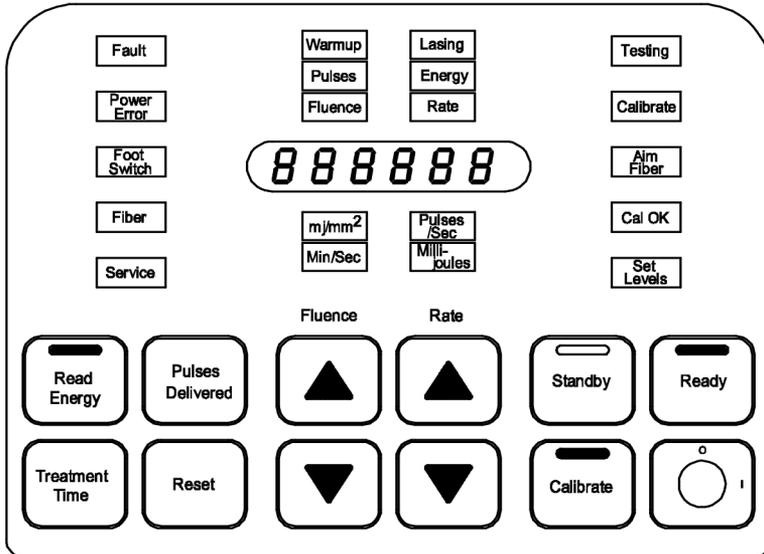 Fault
Warmup
Lasing
Testing
Pulses
Energy
Power
Error
Fluence
Rate
Calibrate
888888
Foot
Switch
Aim
Fiber
Fiber
mj/mm²
Pulses
/Sec
Cal OK
Min/Sec
Milli-
joules
Service
Set
Levels
Fluence
Rate
Read
Energy
Pulses
Delivered
Standby
Ready
Treatment
Time
Reset
Calibrate
O
I